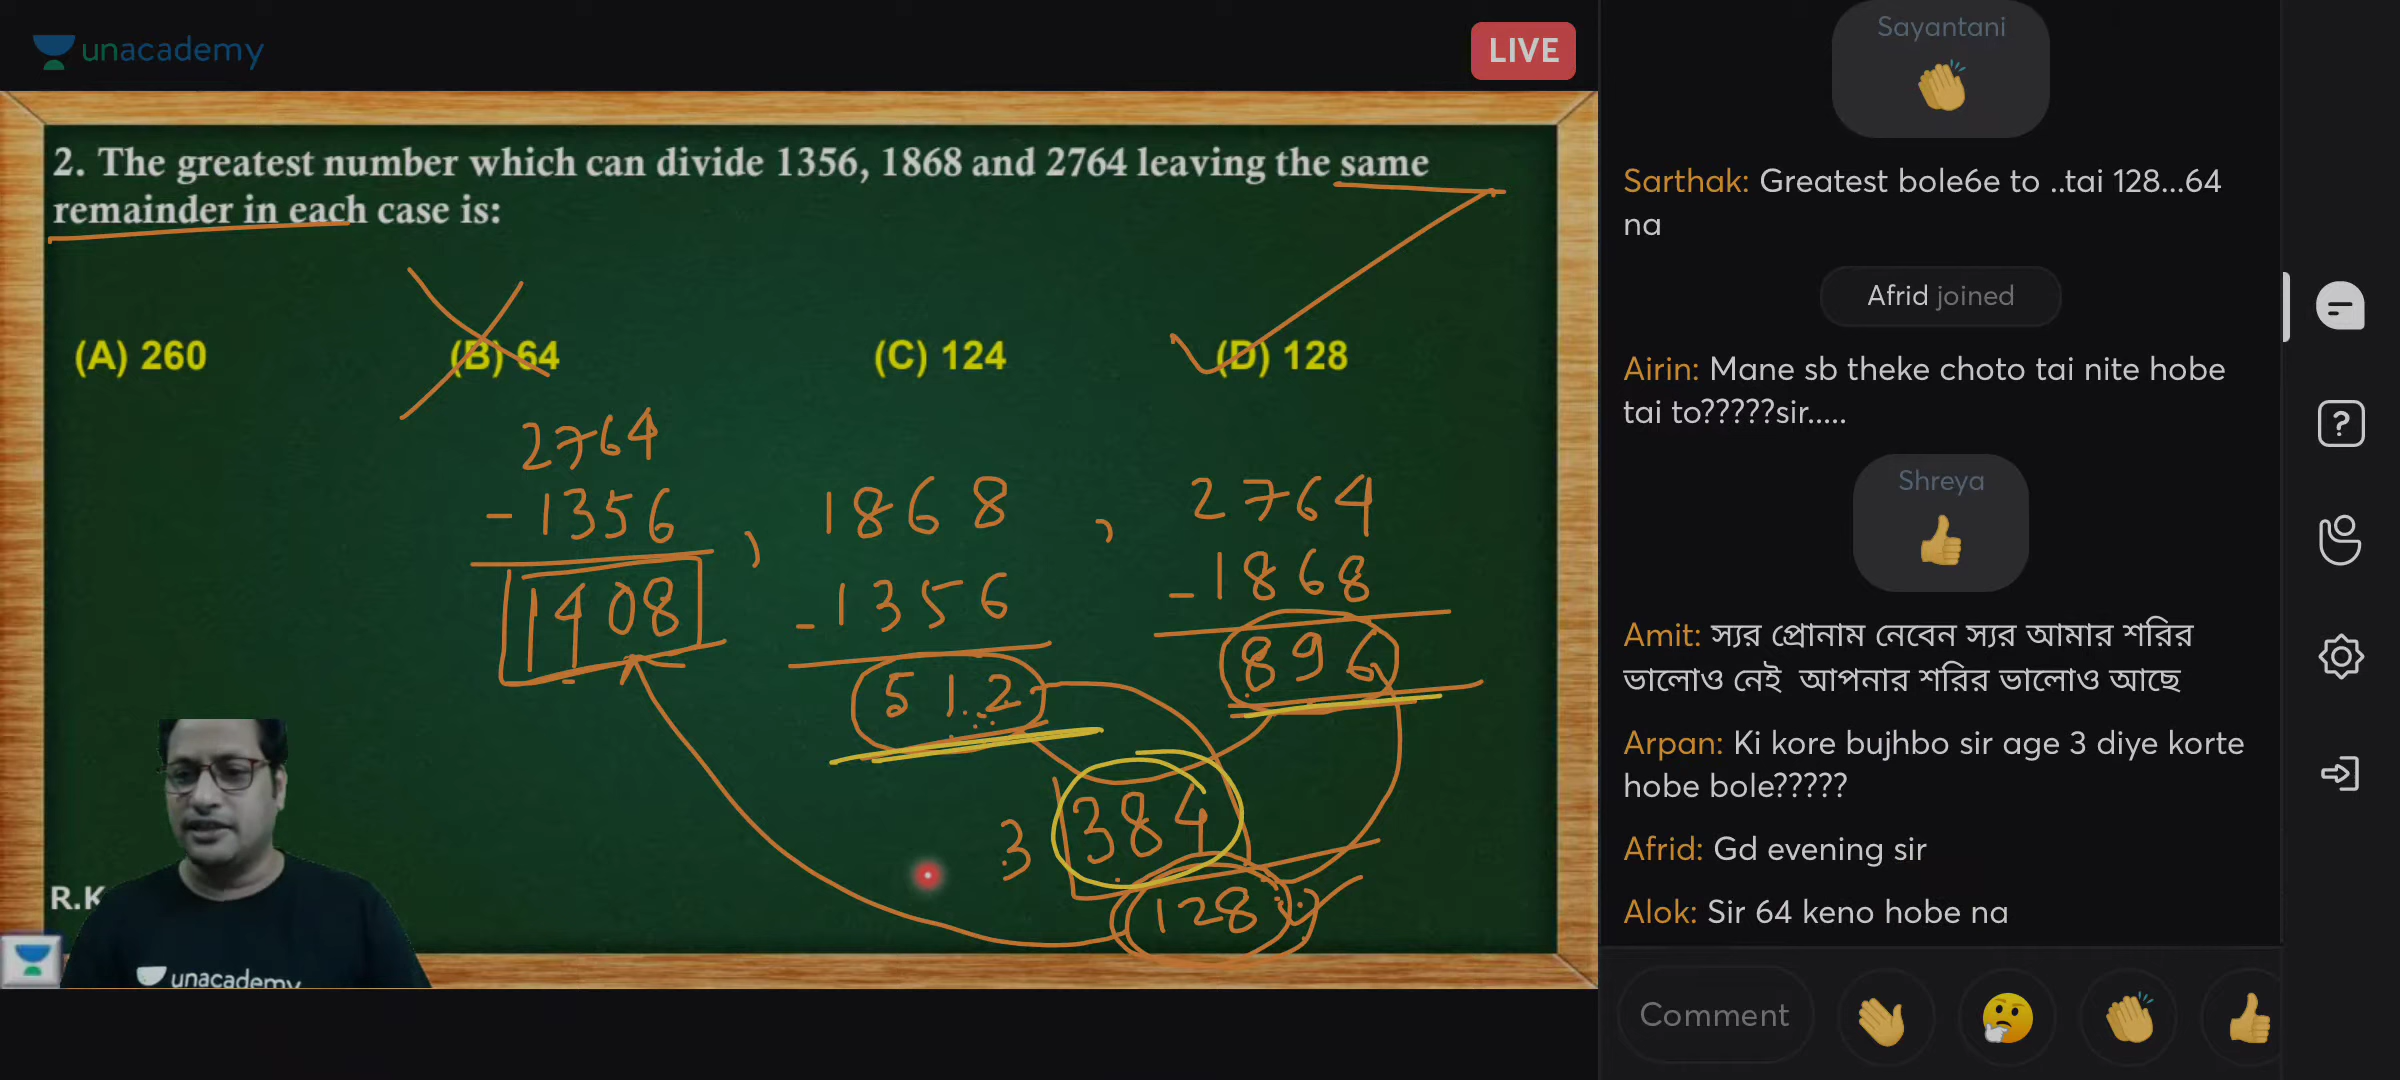 unacademy
LIVE
2. The greatest number which can divide 1356, 1868 and 2764 leaving the same
remainder in each case is:
(A) 260
(B) 64
(C) 124
(D) 128
2764
- 1356
1408
,
1868
- 1356
512
,
2764
- 1868
896
3 384
128
R.K
unacademy
Sayantani
Sarthak: Greatest bole6e to ..tai 128...64
na
Afrid joined
Airin: Mane sb theke choto tai nite hobe
tai to?????sir.....
Shreya
Amit: স্যর প্রোনাম নেবেন স্যর আমার শরির
ভালোও নেই আপনার শরির ভালোও আছে
Arpan: Ki kore bujhbo sir age 3 diye korte
hobe bole?????
Afrid: Gd evening sir
Alok: Sir 64 keno hobe na
Comment